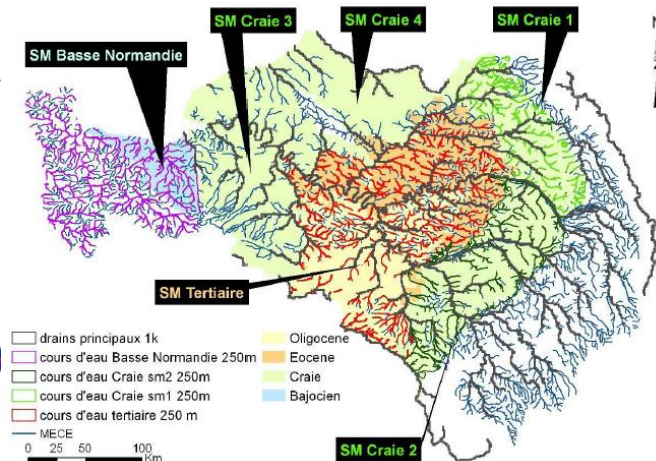 SM Craie 3
SM Craie 4
SM Craie 1
SM Basse Normandie
SM Tertiaire
drains principaux 1k
cours d'eau Basse Normandie 250m
cours d'eau Craie sm2 250m
cours d'eau Craie sm1 250m
cours d'eau tertiaire 250 m
MECE
Oligocene
Eocene
Craie
Bajocien
0 25 50 100
Km
SM Craie 2